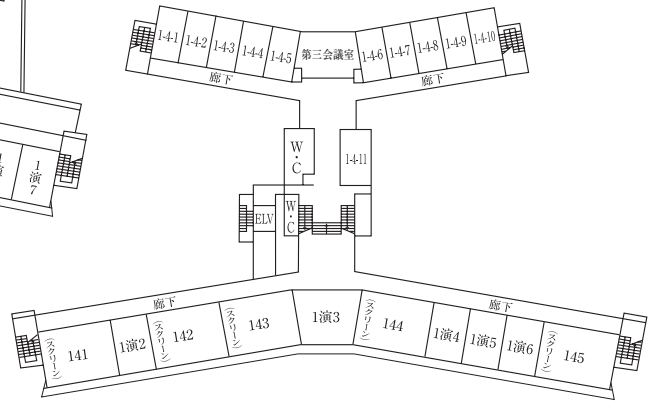 1-4-1
1-4-2
1-4-3
1-4-4
1-4-5
第三会議室
1-4-6
1-4-7
1-4-8
1-4-9
1-4-10
廊下
廊下
W・C
1-4-11
1演7
ELV
W・C
廊下
廊下
(スクリーン)
141
1演2
(スクリーン)
142
(スクリーン)
143
1演3
(スクリーン)
144
1演4
1演5
1演6
(スクリーン)
145